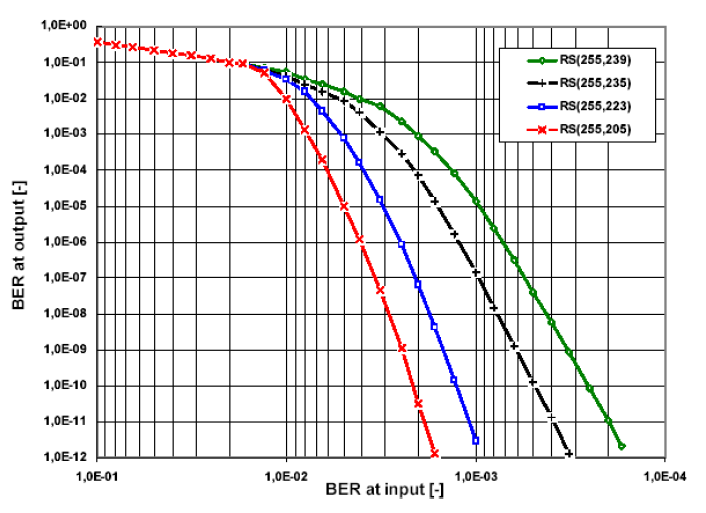 1,0E+00
1,0E-01
1,0E-02
1,0E-03
1,0E-04
1,0E-05
1,0E-06
1,0E-07
1,0E-08
1,0E-09
1,0E-10
1,0E-11
1,0E-12
BER at output [-]
RS(255,239)
RS(255,235)
RS(255,223)
RS(255,205)
1,0E-01 1,0E-02 1,0E-03 1,0E-04
BER at input [-]